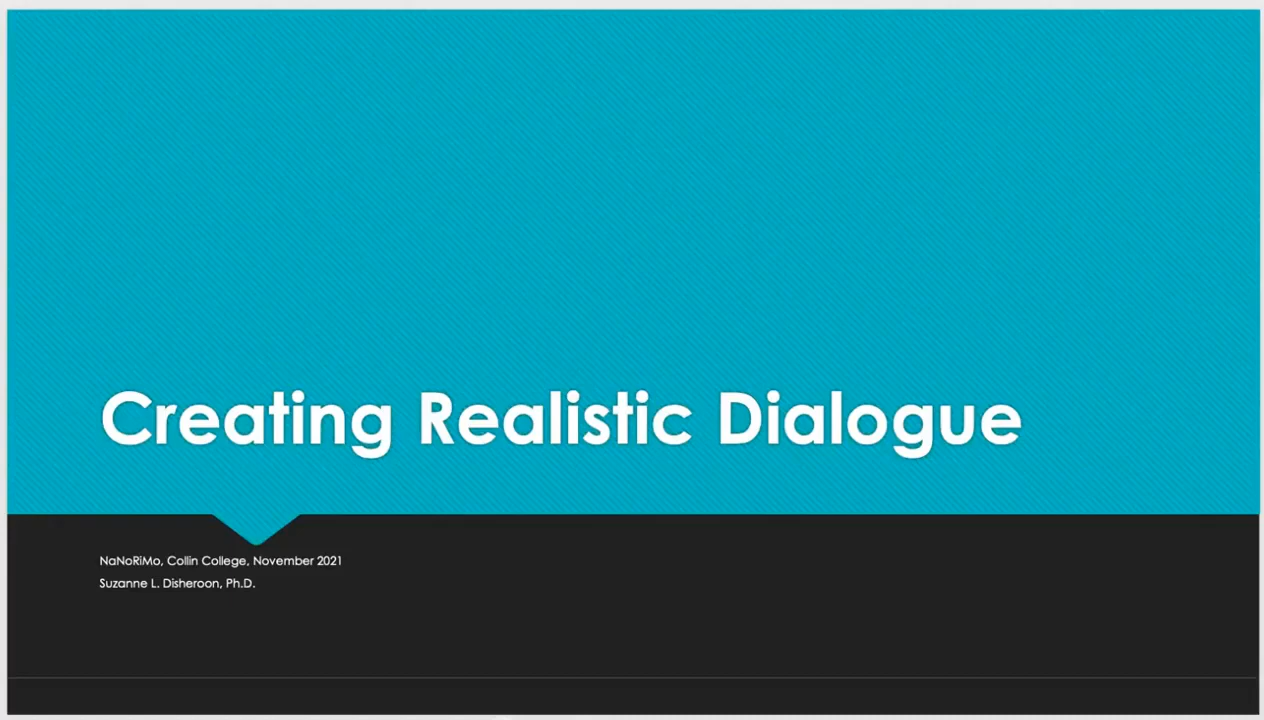 Creating Realistic Dialogue
NaNoRiMo, Collin College, November 2021
Suzanne L. Disheroon, Ph.D.